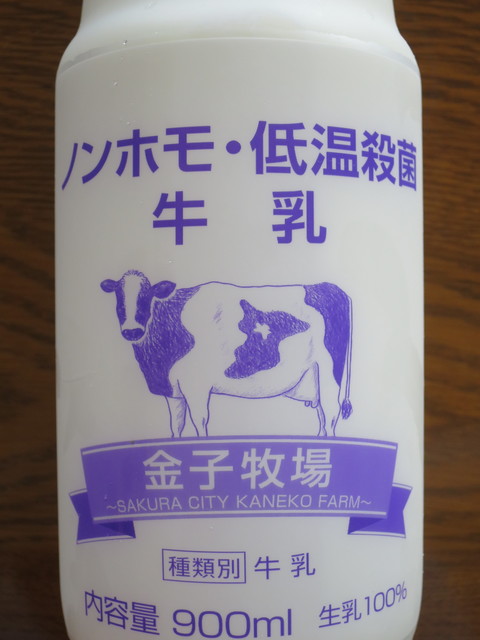 ノンホモ・低温殺菌
牛 乳
金子牧場
~SAKURA CITY KANEKO FARM~
種類別 牛乳
内容量 900ml 生乳100%